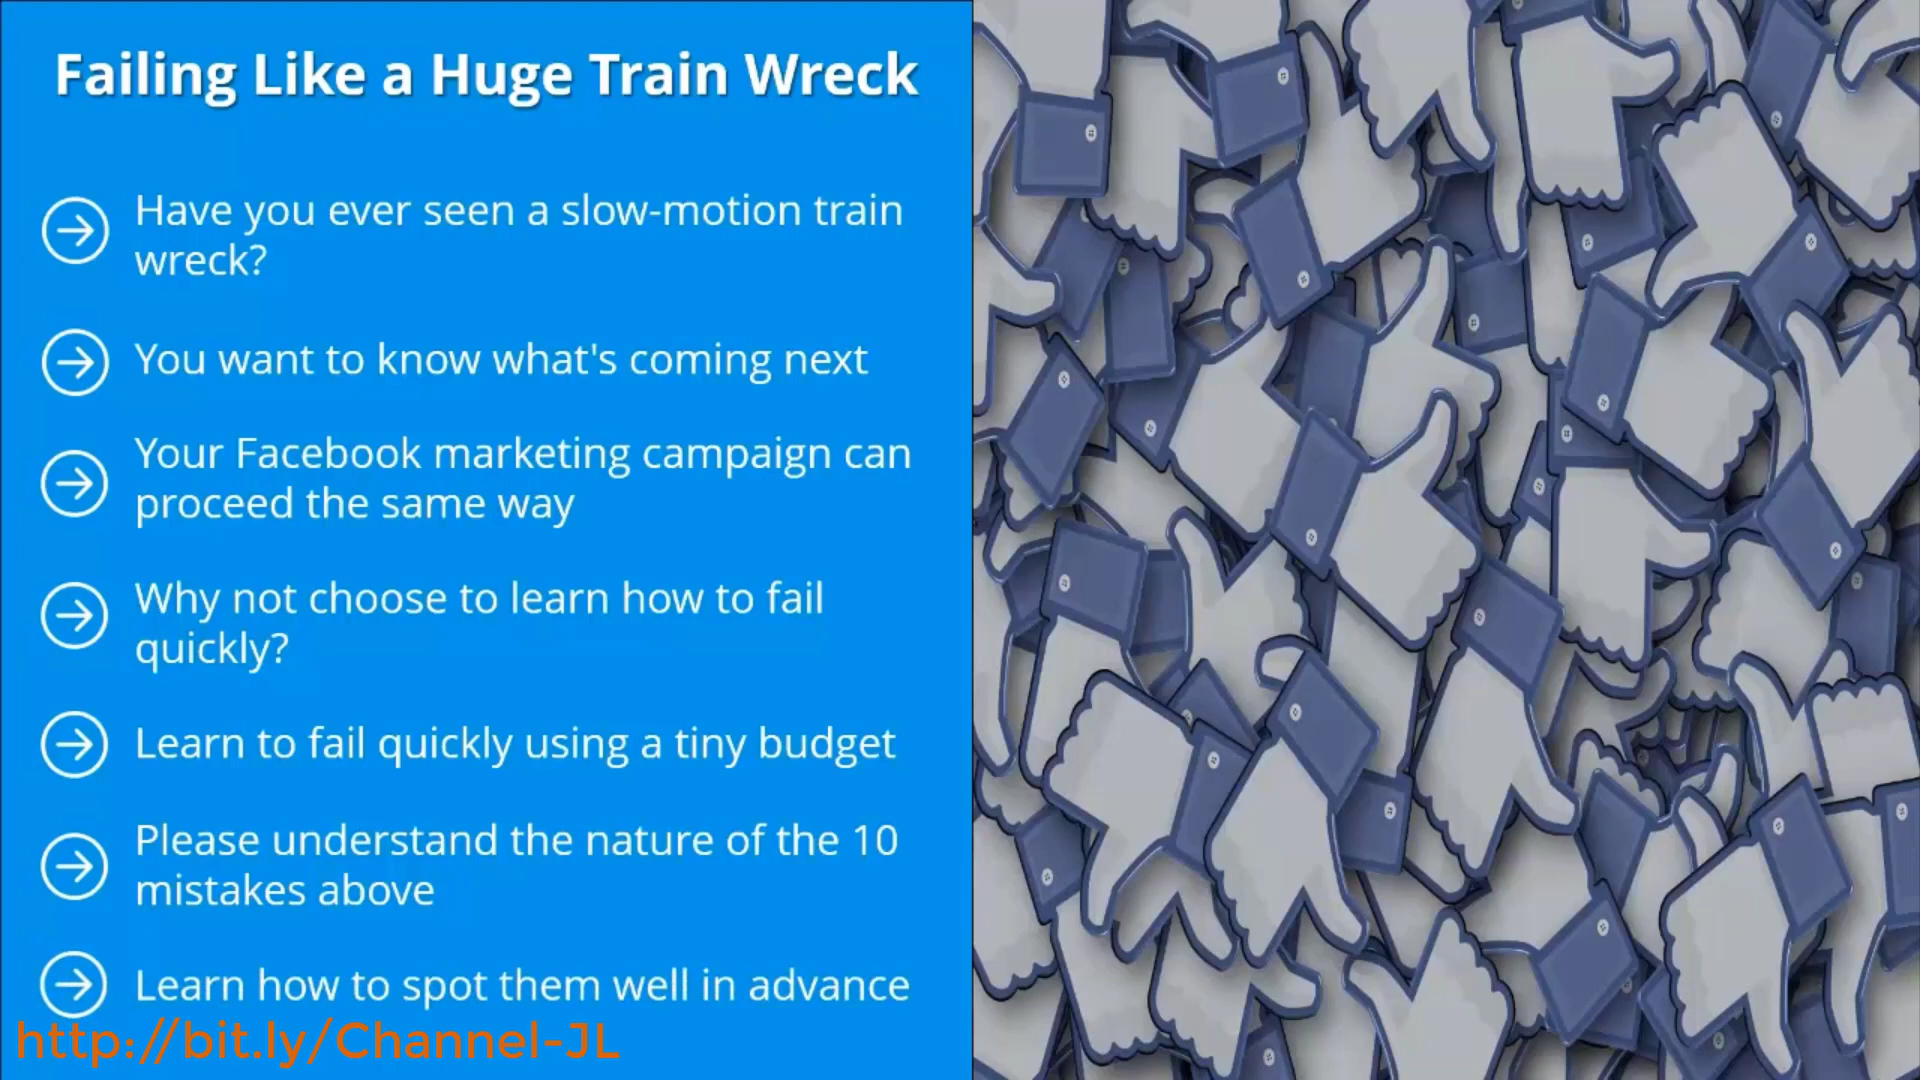 Failing Like a Huge Train Wreck
Have you ever seen a slow-motion train
wreck?
You want to know what's coming next
Your Facebook marketing campaign can
proceed the same way
Why not choose to learn how to fail
quickly?
Learn to fail quickly using a tiny budget
Please understand the nature of the 10
mistakes above
Learn how to spot them well in advance
http://bit.ly/Channel-JL